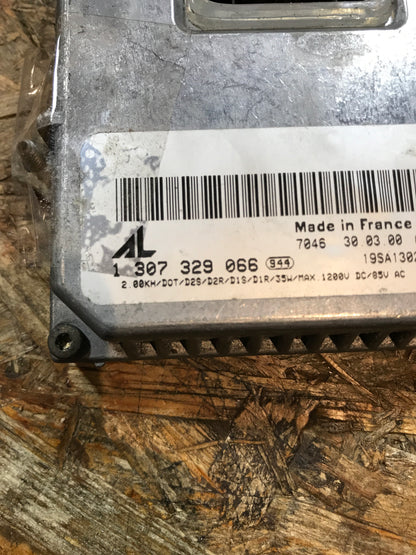 Made in France
AL 7046 30.03.00
1 307 329 066 944 19SA1302
2.00KH/DOT/D2S/D2R/D1S/D1R/35W/MAX.1200V DC/85V AC